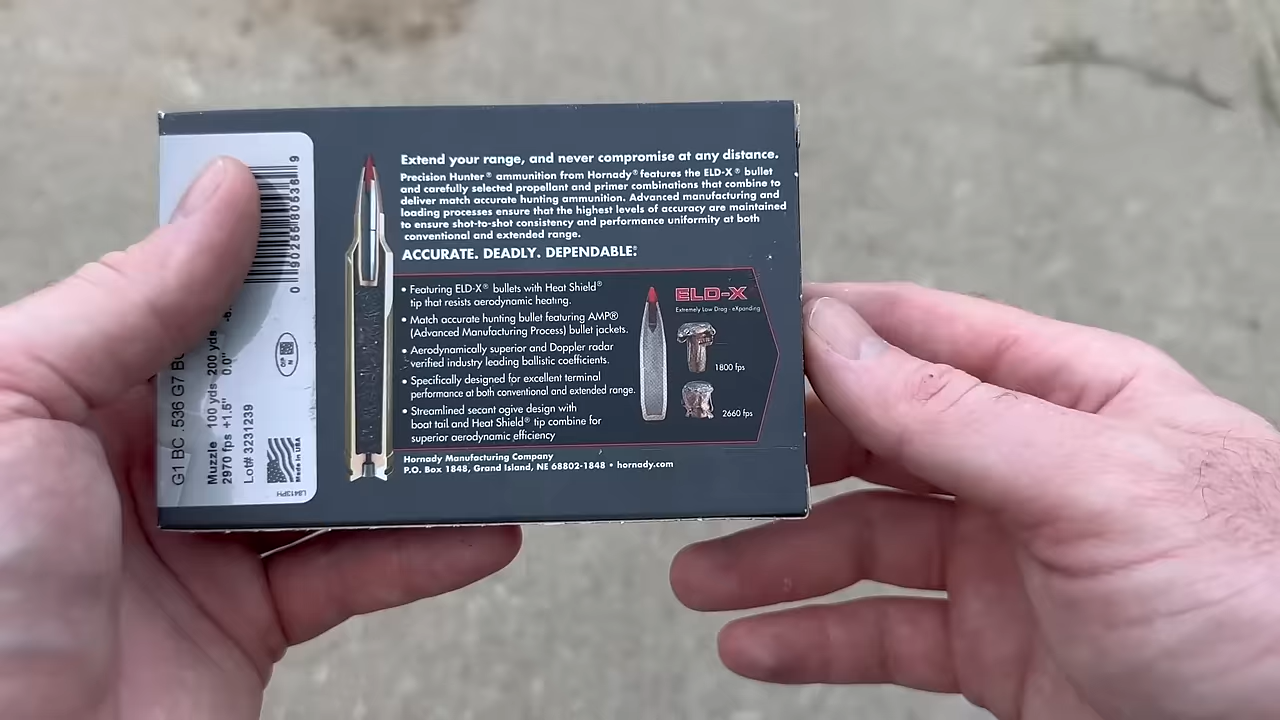 Extend your range, and never compromise at any distance.
Precision Hunter® ammunition from Hornady® features the ELD-X® bullet
and carefully selected propellant and primer combinations that combine to
deliver match accurate hunting ammunition. Advanced manufacturing and
loading processes ensure that the highest levels of accuracy are maintained
to ensure shot-to-shot consistency and performance uniformity at both
conventional and extended range.
ACCURATE. DEADLY. DEPENDABLE.®
• Featuring ELD-X® bullets with Heat Shield®
tip that resists aerodynamic heating.
• Match accurate hunting bullet featuring AMP®
(Advanced Manufacturing Process) bullet jackets.
• Aerodynamically superior and Doppler radar
verified industry leading ballistic coefficients.
• Specifically designed for excellent terminal
performance at both conventional and extended range.
• Streamlined secant ogive design with
boat tail and Heat Shield® tip combine for
superior aerodynamic efficiency
ELD-X
Extremely Low Drag - eXpanding
1800 fps
2660 fps
Hornady Manufacturing Company
P.O. Box 1848, Grand Island, NE 68802-1848 • hornady.com
0 90255 80536 9
G1 BC .536 G7 BC
Muzzle 100 yds 200 yds
2970 fps +1.5" 0.0"
Lot# 3231239
Made in USA